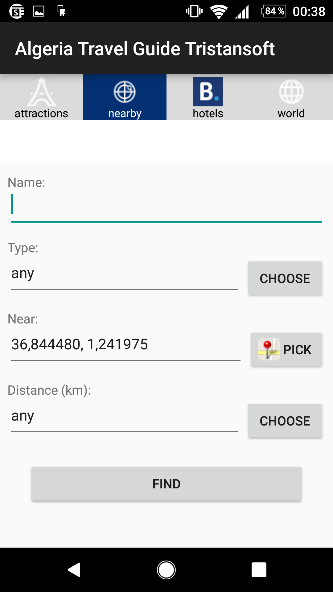 84 %
00:38
Algeria Travel Guide Tristansoft
attractions
nearby
B.
hotels
world
Name:
Type:
any
CHOOSE
Near:
36,844480, 1,241975
PICK
Distance (km):
any
CHOOSE
FIND